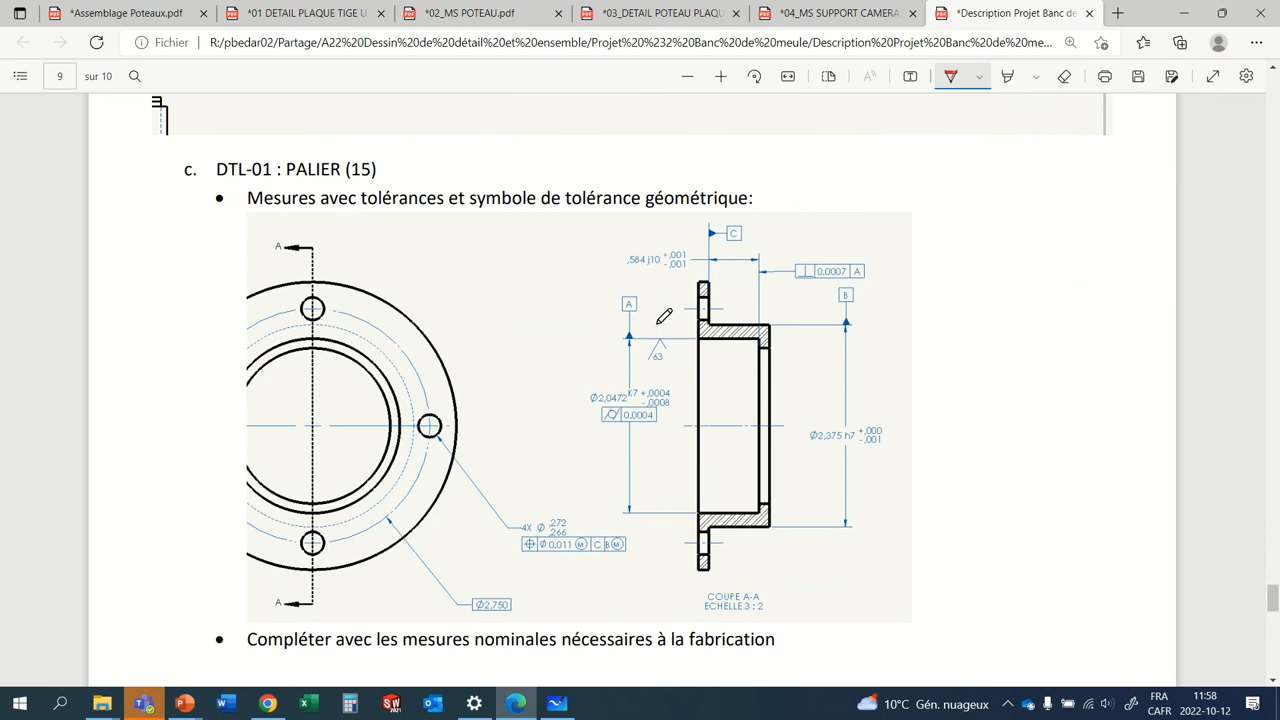 *Assemblage Poteaux.pdf
*01 DETAIL PLAQUE TIGE U
*02_MS POTEAU.pdf
*03_DETAIL POTEAU PLAQU
*04_MS SUPPORT CAMERA.
*Description Projet Banc de
Fichier
R:/pbedar02/Partage/A22%20Dessin%20de%20détail%20et%20ensemble/Projet%20%232%20Banc%20de%20meule/Description%20Projet%20Banc%20de%20me...
9
sur 10
c. DTL-01 : PALIER (15)
• Mesures avec tolérances et symbole de tolérance géométrique:
A
A
4X Ø ,272
,266
Ø 0.011 M C B M
Ø2,750
C
,584 j10 +,001
-,001
0.0007 A
A
B
63
Ø2,0472 K7 +,0004
-,0008
0.0004
Ø2,375 h7 +,000
-,001
COUPE A-A
ECHELLE 3 : 2
• Compléter avec les mesures nominales nécessaires à la fabrication
10°C Gén. nuageux
FRA
CAFR
11:58
2022-10-12